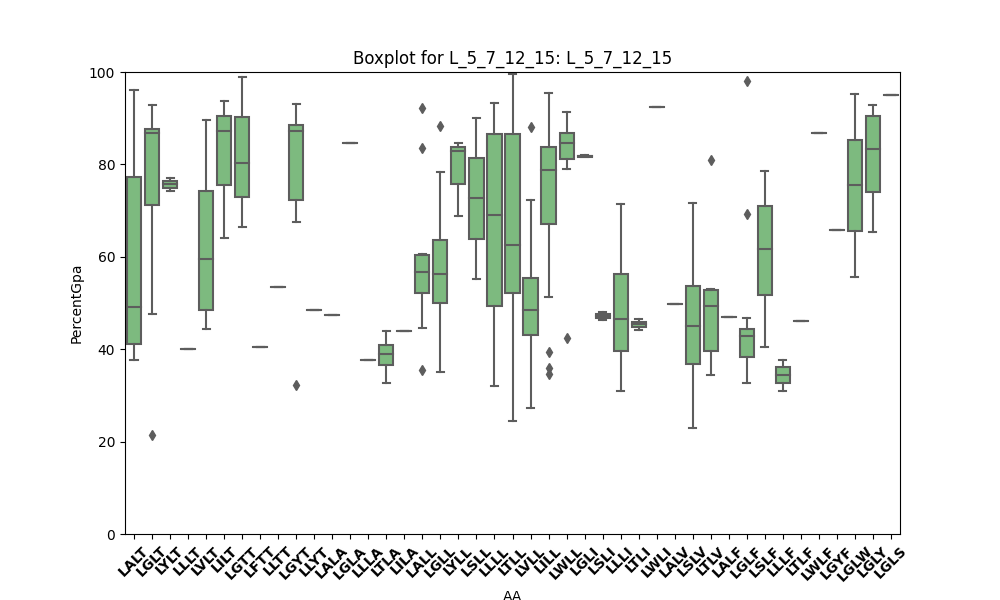 Boxplot for L_5_7_12_15: L_5_7_12_15
PercentGpa
100
80
60
40
20
0
LALT
LGLT
LYLT
LLLT
LVLT
LILT
LGTT
LFTT
LLTT
LGYT
LLYT
LALA
LGLA
LLLA
LTLA
LILA
LALL
LGLL
LYLL
LSLL
LLLL
LTLL
LVLL
LILL
LWLL
LGLI
LSLI
LLLI
LTLI
LWLI
LALV
LSLV
LTLV
LALF
LGLF
LSLF
LLLF
LTLF
LWLF
LGYF
LGLW
LGLY
LGLS
AA